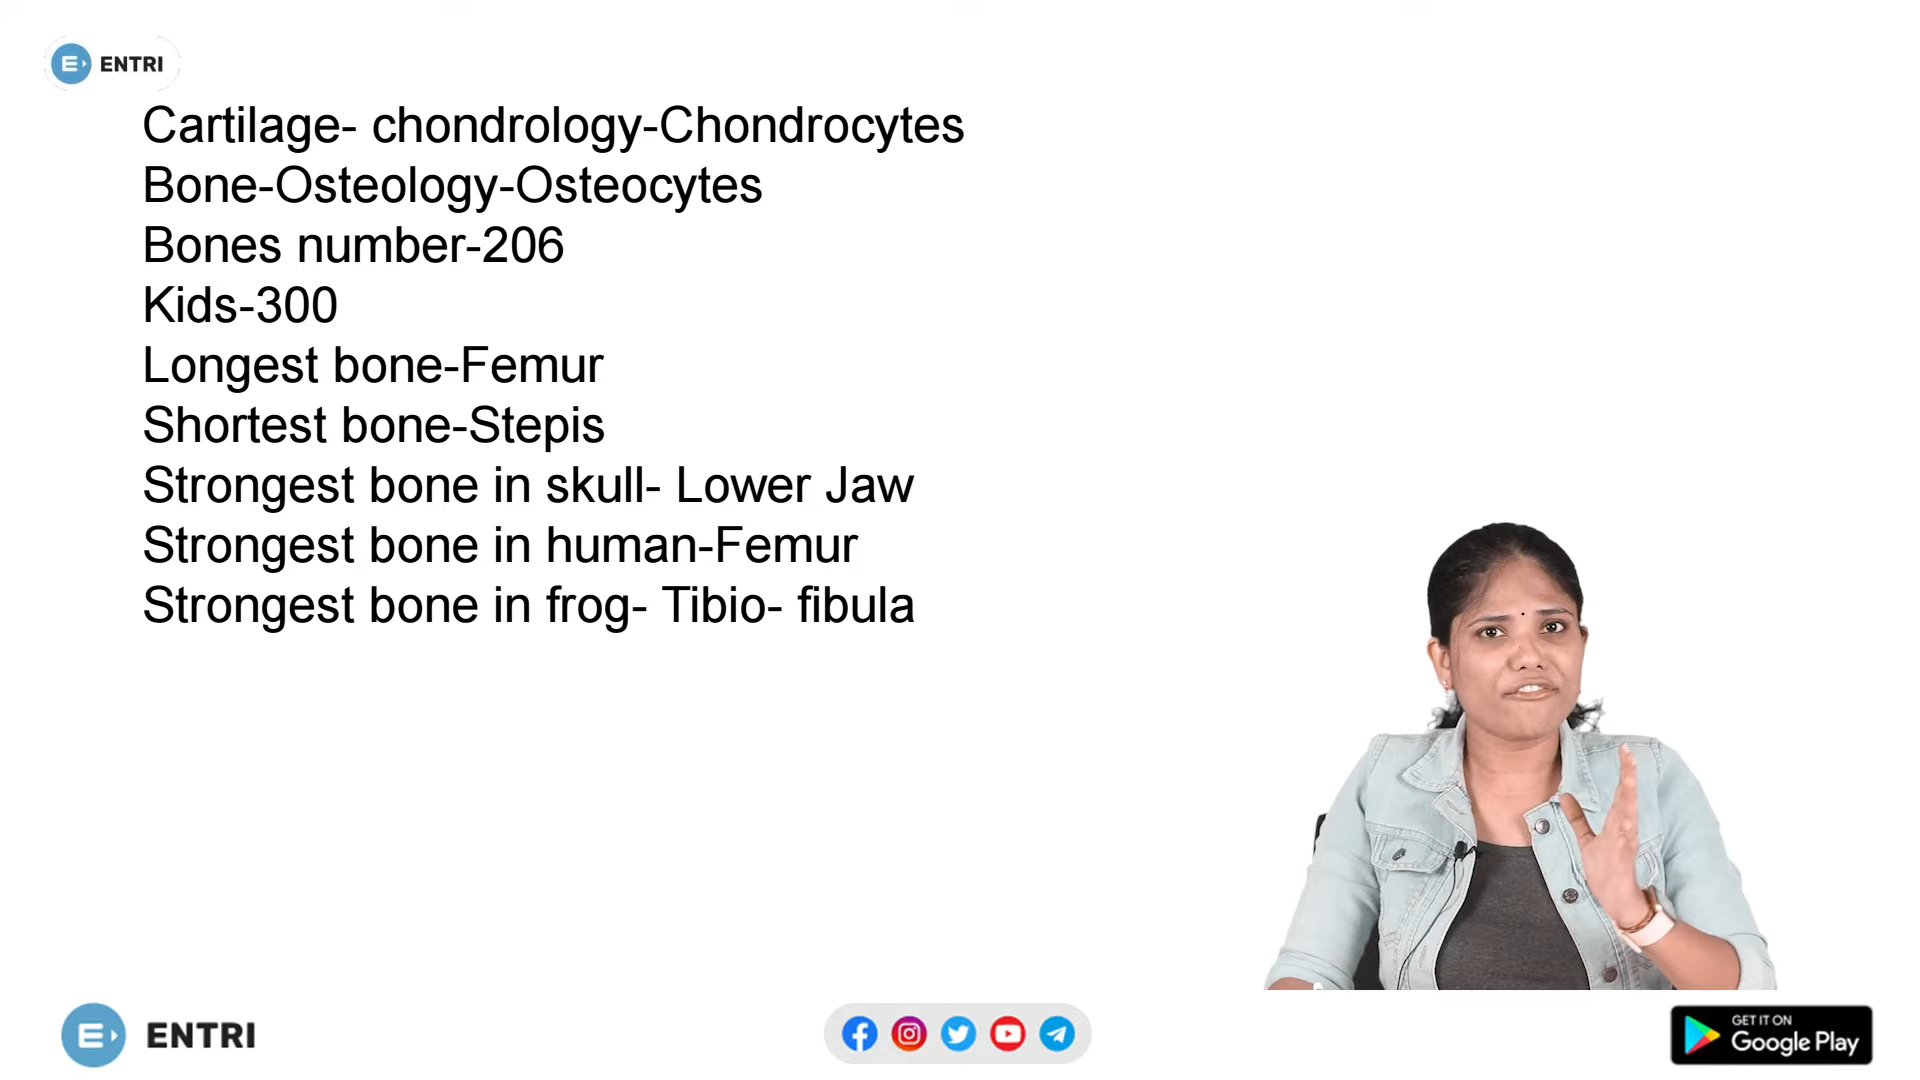 ENTRI
Cartilage- chondrology-Chondrocytes
Bone-Osteology-Osteocytes
Bones number-206
Kids-300
Longest bone-Femur
Shortest bone-Stepis
Strongest bone in skull- Lower Jaw
Strongest bone in human-Femur
Strongest bone in frog- Tibio- fibula
ENTRI
GET IT ON
Google Play